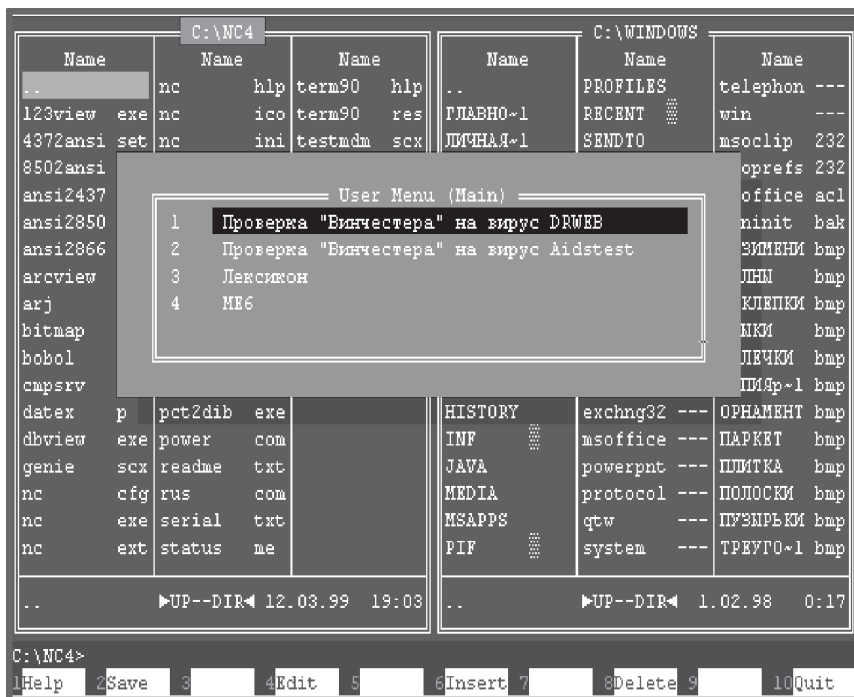 C:\NC4 C:\WINDOWS
Name Name Name Name Name Name
.. nc hlp term90 hlp .. PROFILES telephon ---
123view exe nc ico term90 res ГЛАВНО~1 RECENT win ---
4372ansi set nc ini testmdm scx ЛИЧНАЯ~1 SENDTO msoclip 232
8502ansi oprefs 232
ansi2437 User Menu (Main) office acl
ansi2850 1 Проверка "Винчестера" на вирус DRWEB ninit bak
ansi2866 2 Проверка "Винчестера" на вирус Aidstest ЗИМЕНИ bmp
arcview 3 Лексикон ЛНЫ bmp
arj 4 ME6 КЛЕПКИ bmp
bitmap ЫКИ bmp
bobol ЛЕЧКИ bmp
cmpsrv ПИЯр~1 bmp
datex p pct2dib exe HISTORY exchng32 --- ОРНАМЕНТ bmp
dbview exe power com INF msoffice --- ПАРКЕТ bmp
genie scx readme txt JAVA powerpnt --- ПЛИТКА bmp
nc cfg rus com MEDIA protocol --- ПОЛОСКИ bmp
nc exe serial txt MSAPPS qtw --- ПУЗЫРЬКИ bmp
nc ext status me PIF system --- ТРЕУГО~1 bmp
.. ►UP--DIR◄ 12.03.99 19:03 .. ►UP--DIR◄ 1.02.98 0:17
C:\NC4>
1Help 2Save 3 4Edit 5 6Insert 7 8Delete 9 10Quit